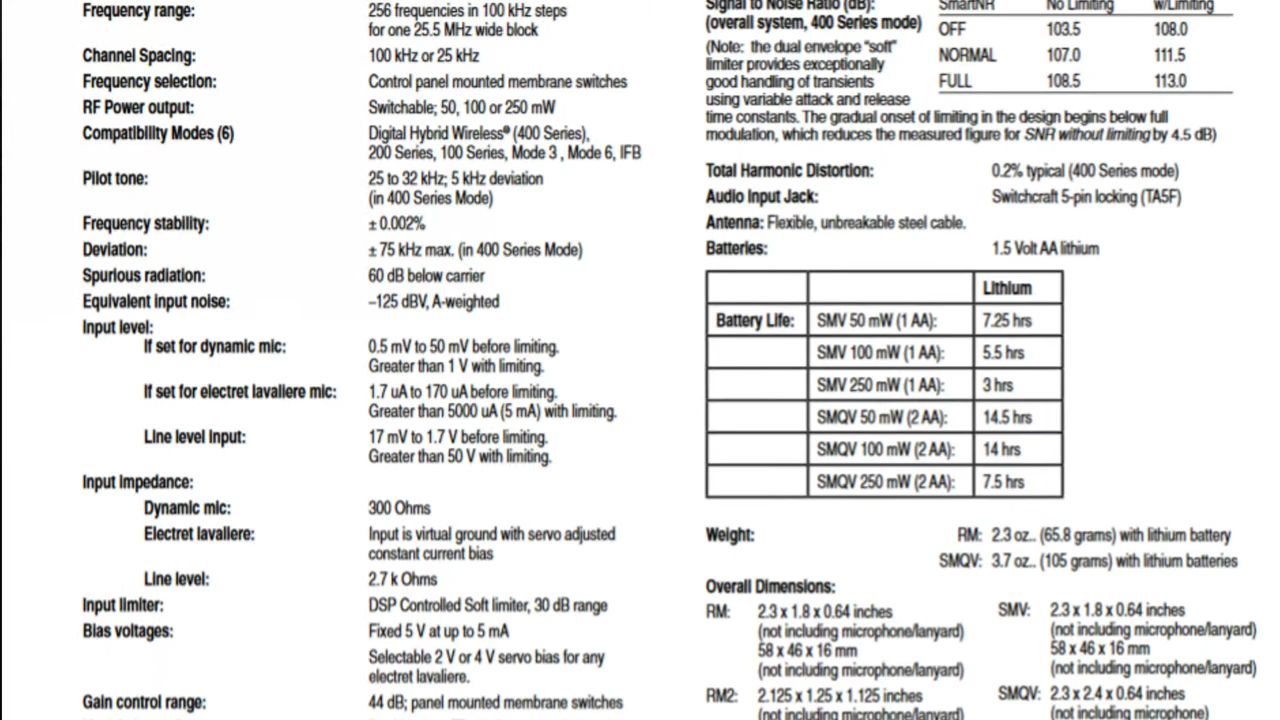 Frequency range: 256 frequencies in 100 kHz steps
for one 25.5 MHz wide block
Channel Spacing: 100 kHz or 25 kHz
Frequency selection: Control panel mounted membrane switches
RF Power output: Switchable; 50, 100 or 250 mW
Compatibility Modes (6) Digital Hybrid Wireless® (400 Series),
200 Series, 100 Series, Mode 3 , Mode 6, IFB
Pilot tone: 25 to 32 kHz; 5 kHz deviation
(in 400 Series Mode)
Frequency stability: ± 0.002%
Deviation: ± 75 kHz max. (in 400 Series Mode)
Spurious radiation: 60 dB below carrier
Equivalent input noise: –125 dBV, A-weighted
Input level:
If set for dynamic mic: 0.5 mV to 50 mV before limiting.
Greater than 1 V with limiting.
If set for electret lavaliere mic: 1.7 uA to 170 uA before limiting.
Greater than 5000 uA (5 mA) with limiting.
Line level input: 17 mV to 1.7 V before limiting.
Greater than 50 V with limiting.
Input impedance:
Dynamic mic: 300 Ohms
Electret lavaliere: Input is virtual ground with servo adjusted
constant current bias
Line level: 2.7 k Ohms
Input limiter: DSP Controlled Soft limiter, 30 dB range
Bias voltages: Fixed 5 V at up to 5 mA
Selectable 2 V or 4 V servo bias for any
electret lavaliere.
Gain control range: 44 dB; panel mounted membrane switches
Signal to Noise Ratio (dB):
(overall system, 400 Series mode)
SmartNR No Limiting w/Limiting
OFF 103.5 108.0
NORMAL 107.0 111.5
FULL 108.5 113.0
(Note: the dual envelope “soft”
limiter provides exceptionally
good handling of transients
using variable attack and release
time constants. The gradual onset of limiting in the design begins below full
modulation, which reduces the measured figure for SNR without limiting by 4.5 dB)
Total Harmonic Distortion: 0.2% typical (400 Series mode)
Audio Input Jack: Switchcraft 5-pin locking (TA5F)
Antenna: Flexible, unbreakable steel cable.
Batteries: 1.5 Volt AA lithium
Lithium
Battery Life: SMV 50 mW (1 AA): 7.25 hrs
SMV 100 mW (1 AA): 5.5 hrs
SMV 250 mW (1 AA): 3 hrs
SMQV 50 mW (2 AA): 14.5 hrs
SMQV 100 mW (2 AA): 14 hrs
SMQV 250 mW (2 AA): 7.5 hrs
Weight: RM: 2.3 oz.. (65.8 grams) with lithium battery
SMQV: 3.7 oz.. (105 grams) with lithium batteries
Overall Dimensions:
RM: 2.3 x 1.8 x 0.64 inches
(not including microphone/lanyard)
58 x 46 x 16 mm
(not including microphone/lanyard)
RM2: 2.125 x 1.25 x 1.125 inches
(not including microphone/lanyard)
SMV: 2.3 x 1.8 x 0.64 inches
(not including microphone/lanyard)
58 x 46 x 16 mm
(not including microphone/lanyard)
SMQV: 2.3 x 2.4 x 0.64 inches
(not including microphone)